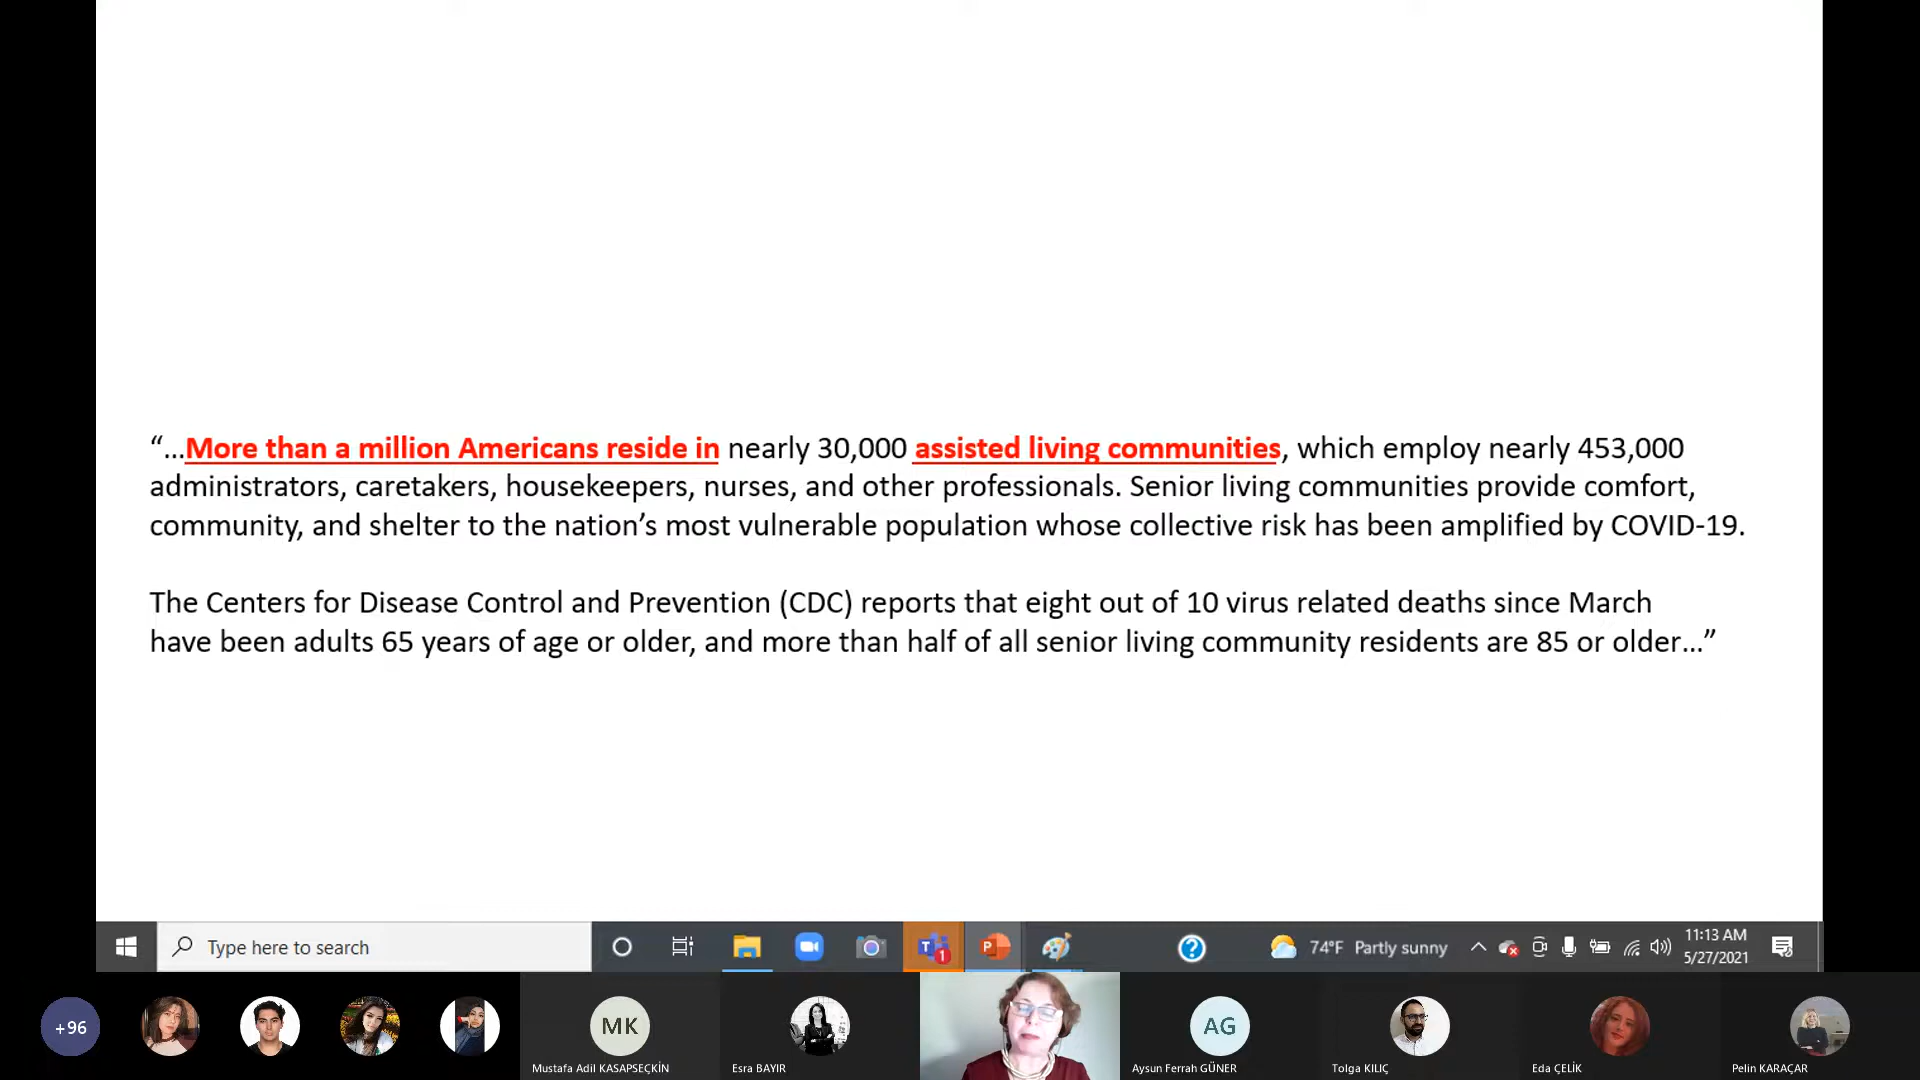 “…More than a million Americans reside in nearly 30,000 assisted living communities, which employ nearly 453,000
administrators, caretakers, housekeepers, nurses, and other professionals. Senior living communities provide comfort,
community, and shelter to the nation’s most vulnerable population whose collective risk has been amplified by COVID-19.
The Centers for Disease Control and Prevention (CDC) reports that eight out of 10 virus related deaths since March
have been adults 65 years of age or older, and more than half of all senior living community residents are 85 or older…”
Type here to search
T
1
P
?
74°F Partly sunny
11:13 AM
5/27/2021
+96
MK
AG
Mustafa Adil KASAPSEÇKİN
Esra BAYIR
Aysun Ferrah GÜNER
Tolga KILIÇ
Eda ÇELİK
Pelin KARAÇAR